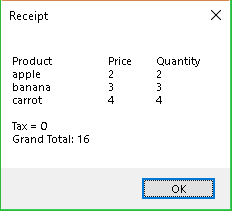 Receipt
Product Price Quantity
apple 2 2
banana 3 3
carrot 4 4
Tax = 0
Grand Total: 16
OK